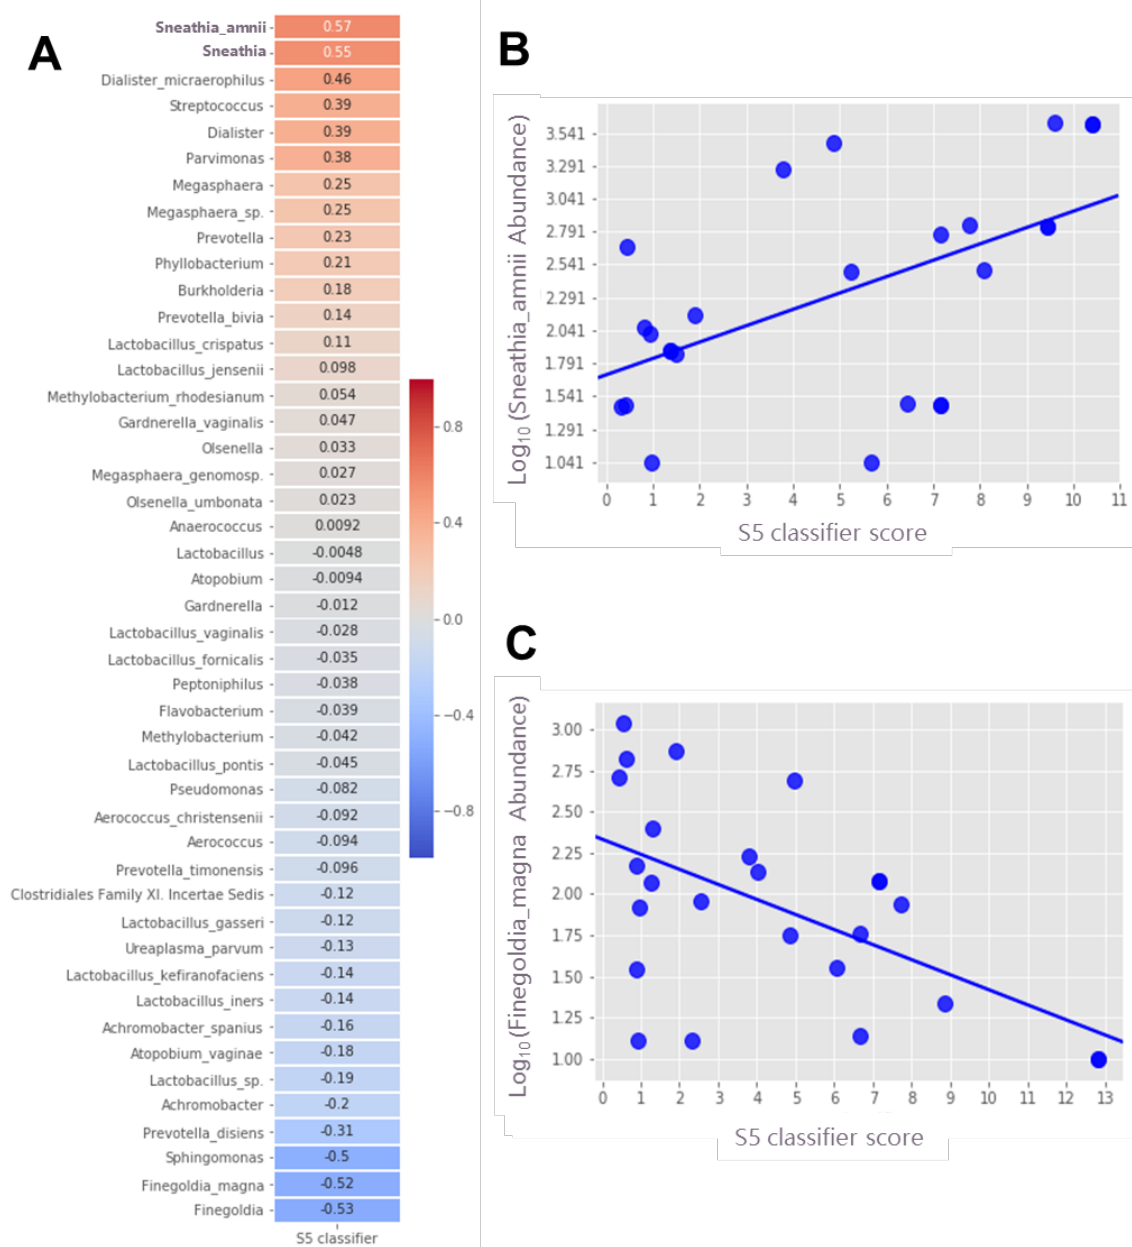 A
Sneathia_amnii 0.57
Sneathia 0.55
Dialister_micraerophilus 0.46
Streptococcus 0.39
Dialister 0.39
Parvimonas 0.38
Megasphaera 0.25
Megasphaera_sp. 0.25
Prevotella 0.23
Phyllobacterium 0.21
Burkholderia 0.18
Prevotella_bivia 0.14
Lactobacillus_crispatus 0.11
Lactobacillus_jensenii 0.098
Methylobacterium_rhodesianum 0.054
Gardnerella_vaginalis 0.047
Olsenella 0.033
Megasphaera_genomosp. 0.027
Olsenella_umbonata 0.023
Anaerococcus 0.0092
Lactobacillus -0.0048
Atopobium -0.0094
Gardnerella -0.012
Lactobacillus_vaginalis -0.028
Lactobacillus_fornicalis -0.035
Peptoniphilus -0.038
Flavobacterium -0.039
Methylobacterium -0.042
Lactobacillus_pontis -0.045
Pseudomonas -0.082
Aerococcus_christensenii -0.092
Aerococcus -0.094
Prevotella_timonensis -0.096
Clostridiales Family XI. Incertae Sedis -0.12
Lactobacillus_gasseri -0.12
Ureaplasma_parvum -0.13
Lactobacillus_kefiranofaciens -0.14
Lactobacillus_iners -0.14
Achromobacter_spanius -0.16
Atopobium_vaginae -0.18
Lactobacillus_sp. -0.19
Achromobacter -0.2
Prevotella_disiens -0.31
Sphingomonas -0.5
Finegoldia_magna -0.52
Finegoldia -0.53
S5 classifier
0.8
0.4
0.0
−0.4
−0.8
B
Log₁₀ (Sneathia_amnii Abundance)
3.541
3.291
3.041
2.791
2.541
2.291
2.041
1.791
1.541
1.291
1.041
0 1 2 3 4 5 6 7 8 9 10 11
S5 classifier score
C
Log₁₀ (Finegoldia_magna Abundance)
3.00
2.75
2.50
2.25
2.00
1.75
1.50
1.25
1.00
0 1 2 3 4 5 6 7 8 9 10 11 12 13
S5 classifier score